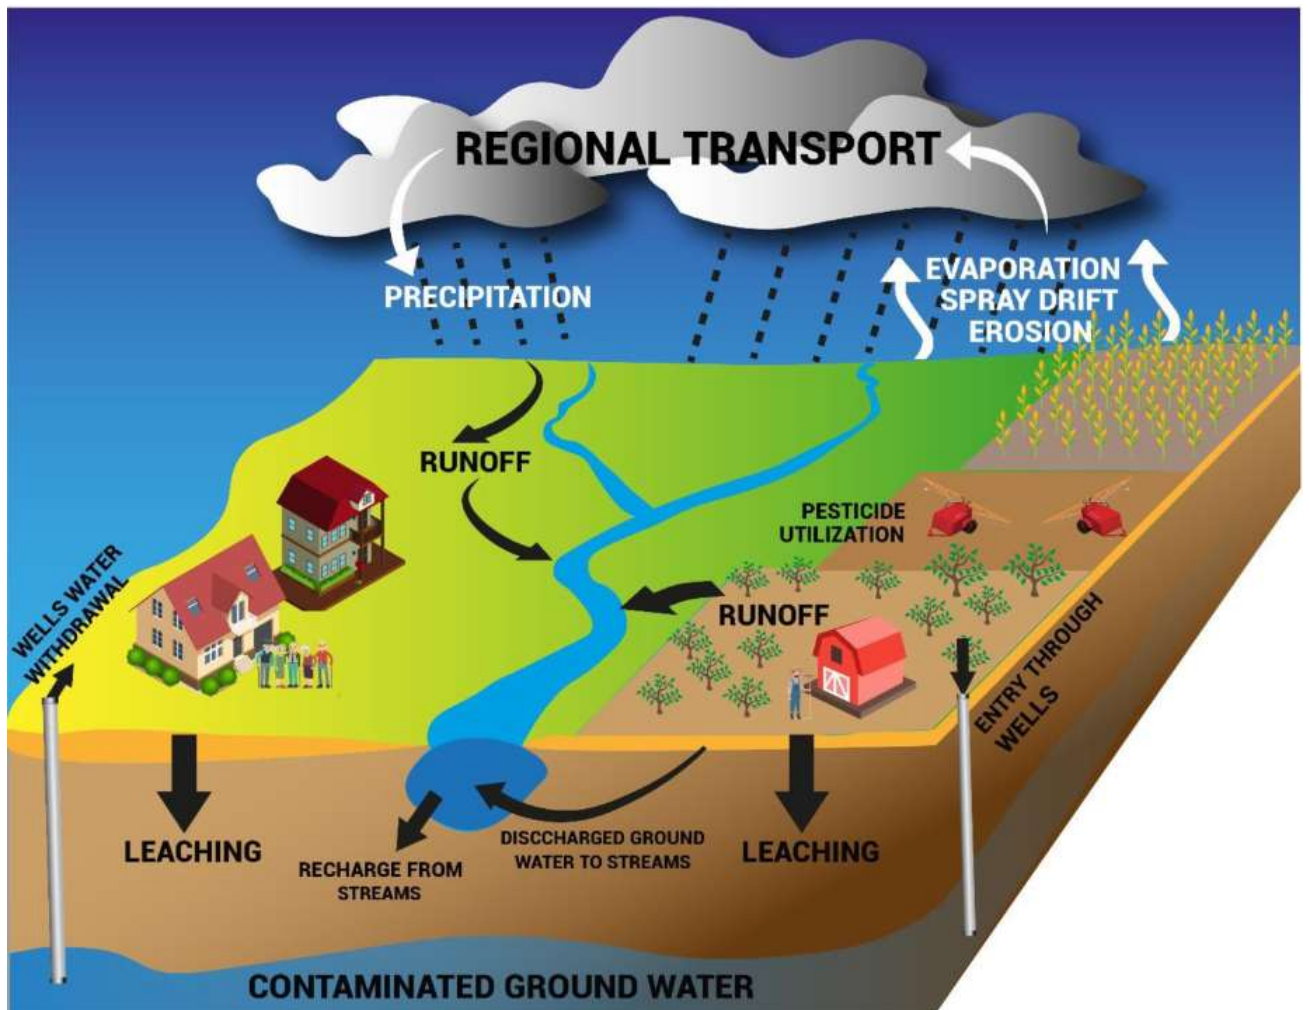 REGIONAL TRANSPORT
PRECIPITATION
EVAPORATION
SPRAY DRIFT
EROSION
RUNOFF
PESTICIDE
UTILIZATION
RUNOFF
WELLS WATER
WITHDRAWAL
ENTRY THROUGH
WELLS
LEACHING
RECHARGE FROM
STREAMS
DISCCHARGED GROUND
WATER TO STREAMS
LEACHING
CONTAMINATED GROUND WATER